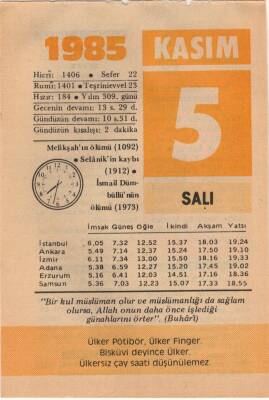 1985
KASIM
Hicrî: 1406 • Sefer 22
Rumî: 1401 • Teşrinievvel 23
Hızır: 184 • Yılın 309. günü
Gecenin devamı: 13 s. 29 d.
Gündüzün devamı: 10 s.31 d.
Gündüzün kısalışı: 2 dakika
5
SALI
Melikşah'ın ölümü (1092)
• Selânik'in kaybı
(1912) •
İsmail Düm-
büllü'nün
ölümü (1973)
İmsak Güneş Öğle İkindi Akşam Yatsı
İstanbul 6.05 7.32 12.52 15.37 18.03 19.24
Ankara 5.49 7.14 12.37 15.24 17.50 19.10
İzmir 6.11 7.34 13.00 15.50 18.16 19.33
Adana 5.38 6.59 12.27 15.20 17.45 19.02
Erzurum 5.16 6.41 12.03 14.51 17.16 18.36
Samsun 5.36 7.03 12.23 15.07 17.33 18.55
"Bir kul müslüman olur ve müslümanlığı da sağlam
olursa, Allah onun daha önce işlediği
günahlarını örter". (Buhârî)
Ülker Pötibör, Ülker Finger.
Bisküvi deyince Ülker.
Ülkersiz çay saati düşünülemez.